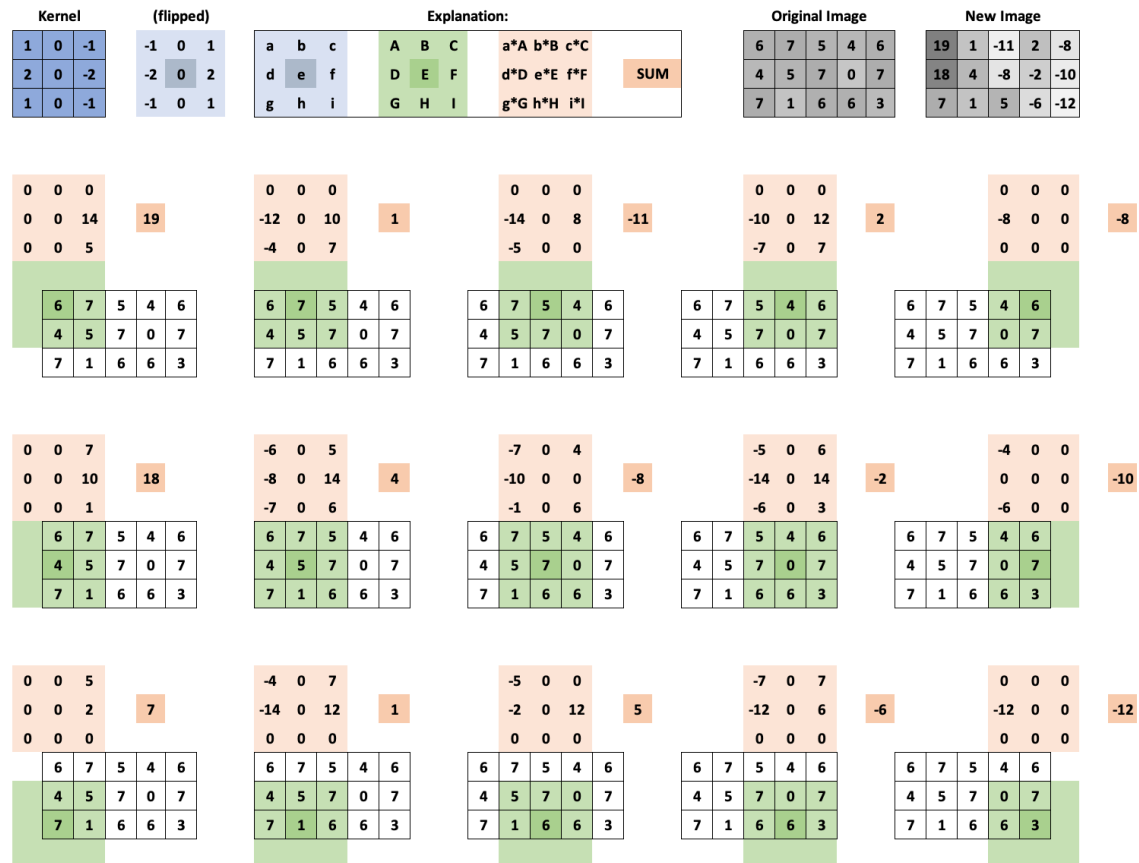 Kernel (flipped) Explanation: Original Image New Image
1 0 -1 -1 0 1 a b c A B C a*A b*B c*C 6 7 5 4 6 19 1 -11 2 -8
2 0 -2 -2 0 2 d e f D E F d*D e*E f*F SUM 4 5 7 0 7 18 4 -8 -2 -10
1 0 -1 -1 0 1 g h i G H I g*G h*H i*I 7 1 6 6 3 7 1 5 -6 -12
0 0 0 0 0 0 0 0 0 0 0 0 0 0 0
0 0 14 19 -12 0 10 1 -14 0 8 -11 -10 0 12 2 -8 0 0 -8
0 0 5 -4 0 7 -5 0 0 -7 0 7 0 0 0
6 7 5 4 6 6 7 5 4 6 6 7 5 4 6 6 7 5 4 6 6 7 5 4 6
4 5 7 0 7 4 5 7 0 7 4 5 7 0 7 4 5 7 0 7 4 5 7 0 7
7 1 6 6 3 7 1 6 6 3 7 1 6 6 3 7 1 6 6 3 7 1 6 6 3
0 0 7 -6 0 5 -7 0 4 -5 0 6 -4 0 0
0 0 10 18 -8 0 14 4 -10 0 0 -8 -14 0 14 -2 0 0 0 -10
0 0 1 -7 0 6 -1 0 6 -6 0 3 -6 0 0
6 7 5 4 6 6 7 5 4 6 6 7 5 4 6 6 7 5 4 6 6 7 5 4 6
4 5 7 0 7 4 5 7 0 7 4 5 7 0 7 4 5 7 0 7 4 5 7 0 7
7 1 6 6 3 7 1 6 6 3 7 1 6 6 3 7 1 6 6 3 7 1 6 6 3
0 0 5 -4 0 7 -5 0 0 -7 0 7 0 0 0
0 0 2 7 -14 0 12 1 -2 0 12 5 -12 0 6 -6 -12 0 0 -12
0 0 0 0 0 0 0 0 0 0 0 0 0 0 0
6 7 5 4 6 6 7 5 4 6 6 7 5 4 6 6 7 5 4 6 6 7 5 4 6
4 5 7 0 7 4 5 7 0 7 4 5 7 0 7 4 5 7 0 7 4 5 7 0 7
7 1 6 6 3 7 1 6 6 3 7 1 6 6 3 7 1 6 6 3 7 1 6 6 3